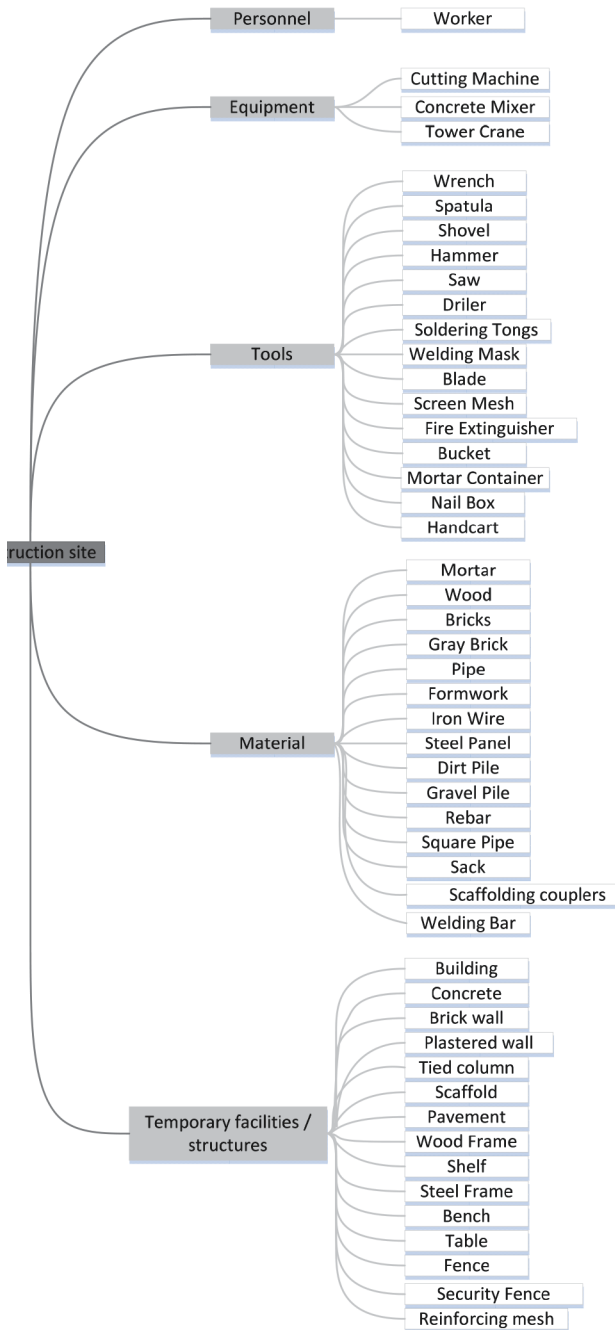 Personnel
Worker
Equipment
Cutting Machine
Concrete Mixer
Tower Crane
Tools
Wrench
Spatula
Shovel
Hammer
Saw
Driler
Soldering Tongs
Welding Mask
Blade
Screen Mesh
Fire Extinguisher
Bucket
Mortar Container
Nail Box
Handcart
ruction site
Material
Mortar
Wood
Bricks
Gray Brick
Pipe
Formwork
Iron Wire
Steel Panel
Dirt Pile
Gravel Pile
Rebar
Square Pipe
Sack
Scaffolding couplers
Welding Bar
Temporary facilities /
structures
Building
Concrete
Brick wall
Plastered wall
Tied column
Scaffold
Pavement
Wood Frame
Shelf
Steel Frame
Bench
Table
Fence
Security Fence
Reinforcing mesh